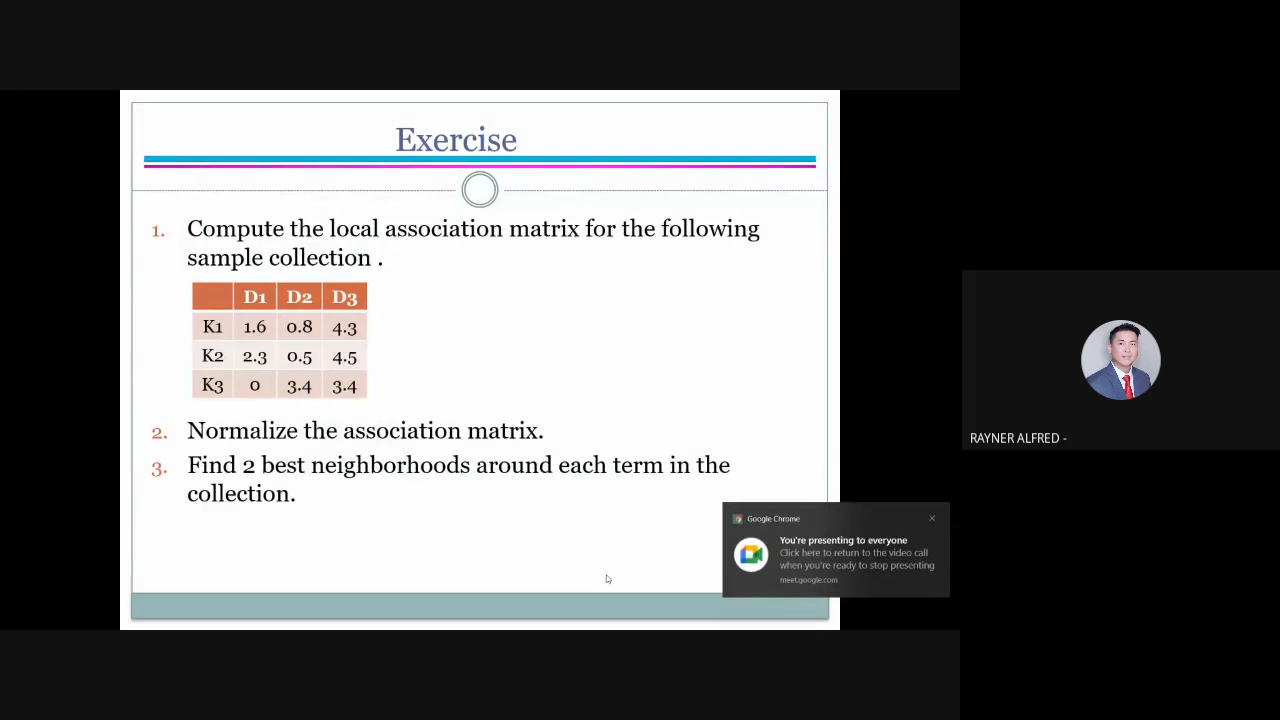 Exercise
1. Compute the local association matrix for the following
sample collection .
D1 D2 D3
K1 1.6 0.8 4.3
K2 2.3 0.5 4.5
K3 0 3.4 3.4
2. Normalize the association matrix.
3. Find 2 best neighborhoods around each term in the
collection.
Google Chrome
You're presenting to everyone
Click here to return to the video call
when you're ready to stop presenting
meet.google.com
RAYNER ALFRED -